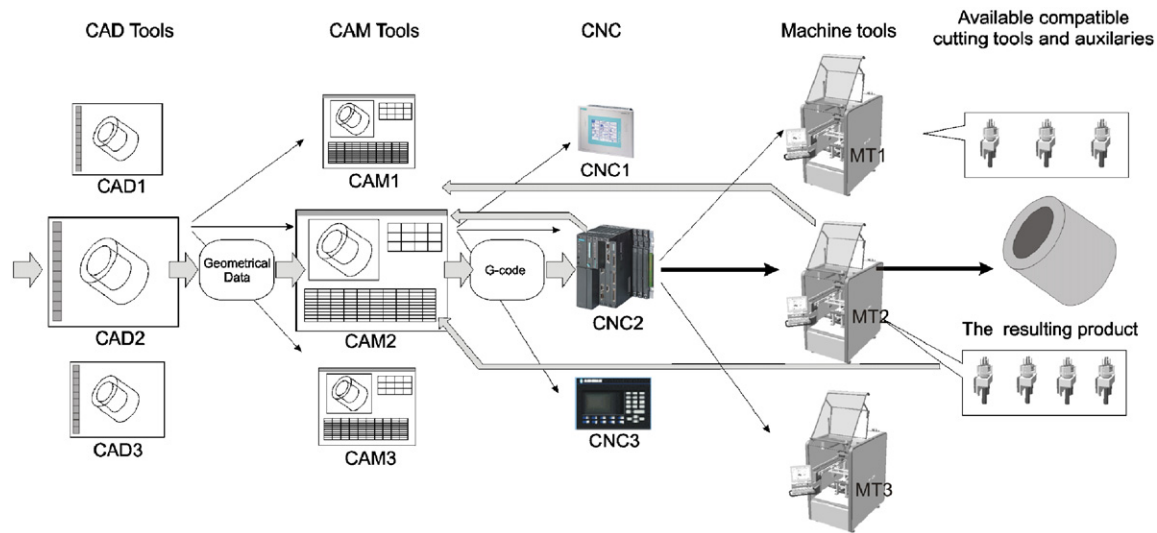 CAD Tools
CAM Tools
CNC
Machine tools
Available compatible
cutting tools and auxilaries
CAD1
CAM1
CNC1
MT1
Geometrical
Data
G-code
CAD2
CAM2
CNC2
MT2
The resulting product
CAD3
CAM3
CNC3
MT3